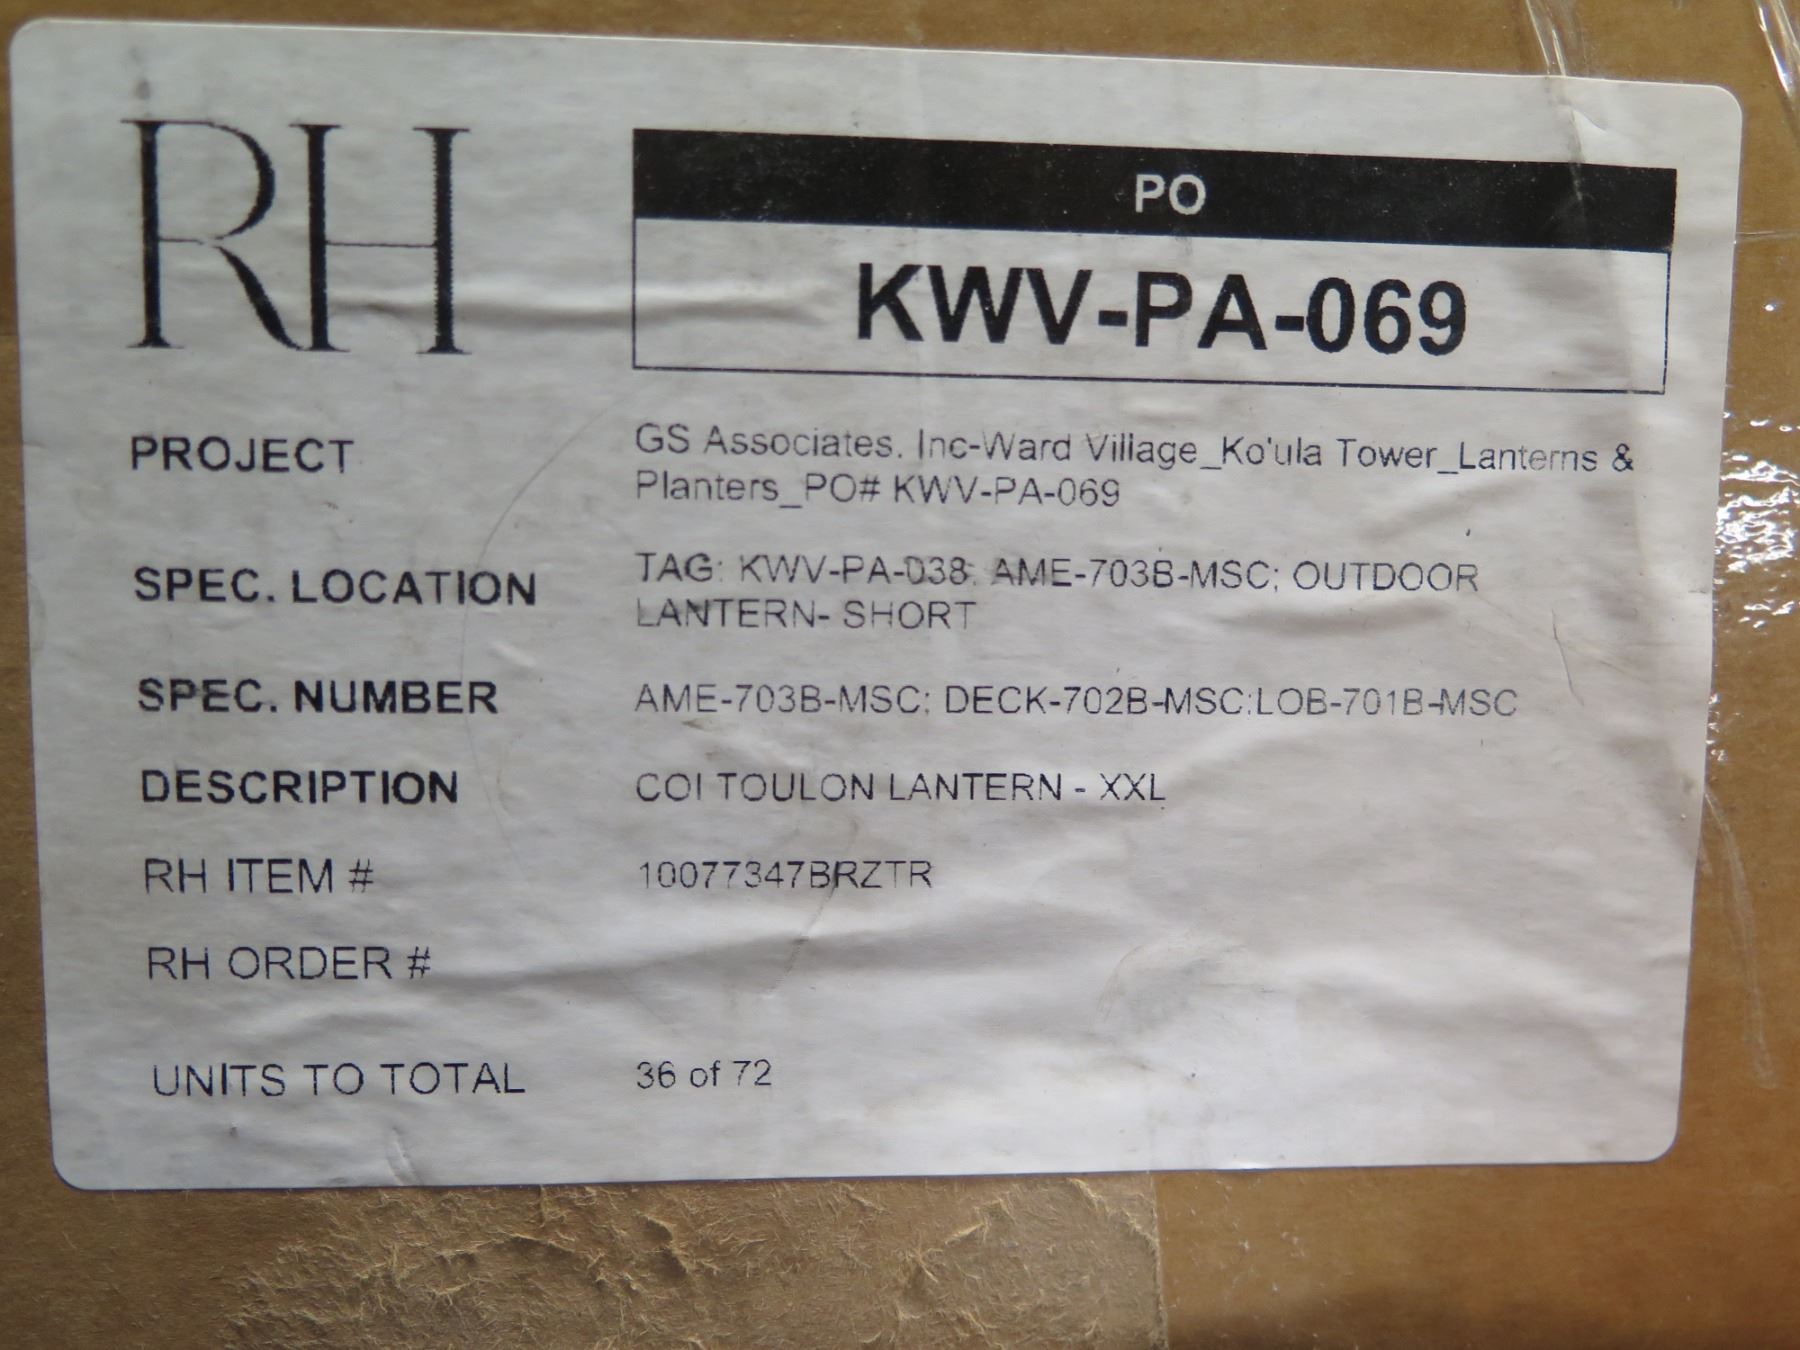 RH
PO
KWV-PA-069
PROJECT
GS Associates. Inc-Ward Village_Ko'ula Tower_Lanterns &
Planters_PO# KWV-PA-069
SPEC. LOCATION
TAG: KWV-PA-038: AME-703B-MSC; OUTDOOR
LANTERN- SHORT
SPEC. NUMBER
AME-703B-MSC; DECK-702B-MSC;LOB-701B-MSC
DESCRIPTION
COI TOULON LANTERN - XXL
RH ITEM #
10077347BRZTR
RH ORDER #
UNITS TO TOTAL
36 of 72